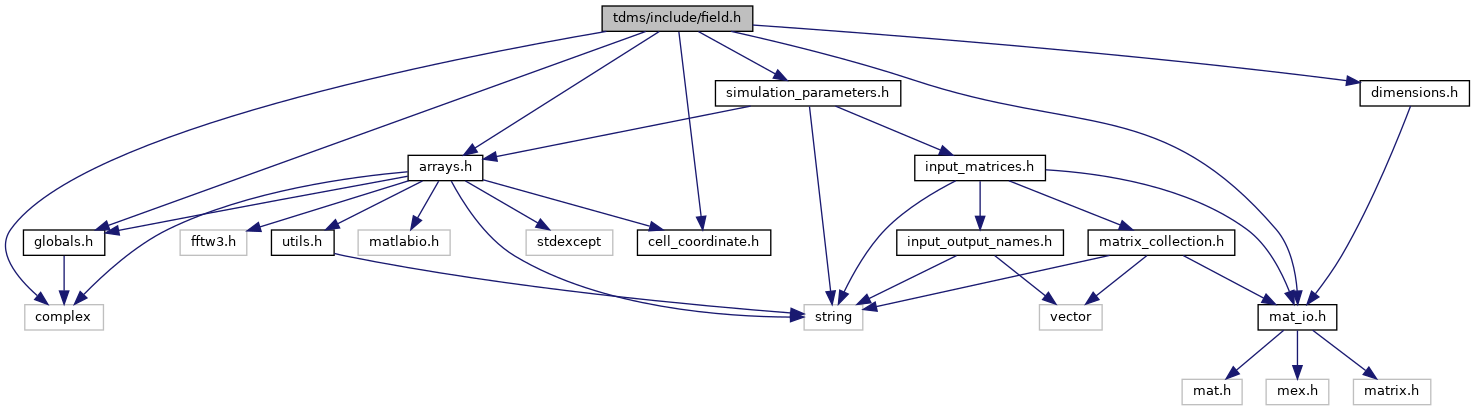 tdms/include/field.h
simulation_parameters.h
dimensions.h
arrays.h
input_matrices.h
globals.h
fftw3.h
utils.h
matlabio.h
stdexcept
cell_coordinate.h
input_output_names.h
matrix_collection.h
complex
string
vector
mat_io.h
mat.h
mex.h
matrix.h